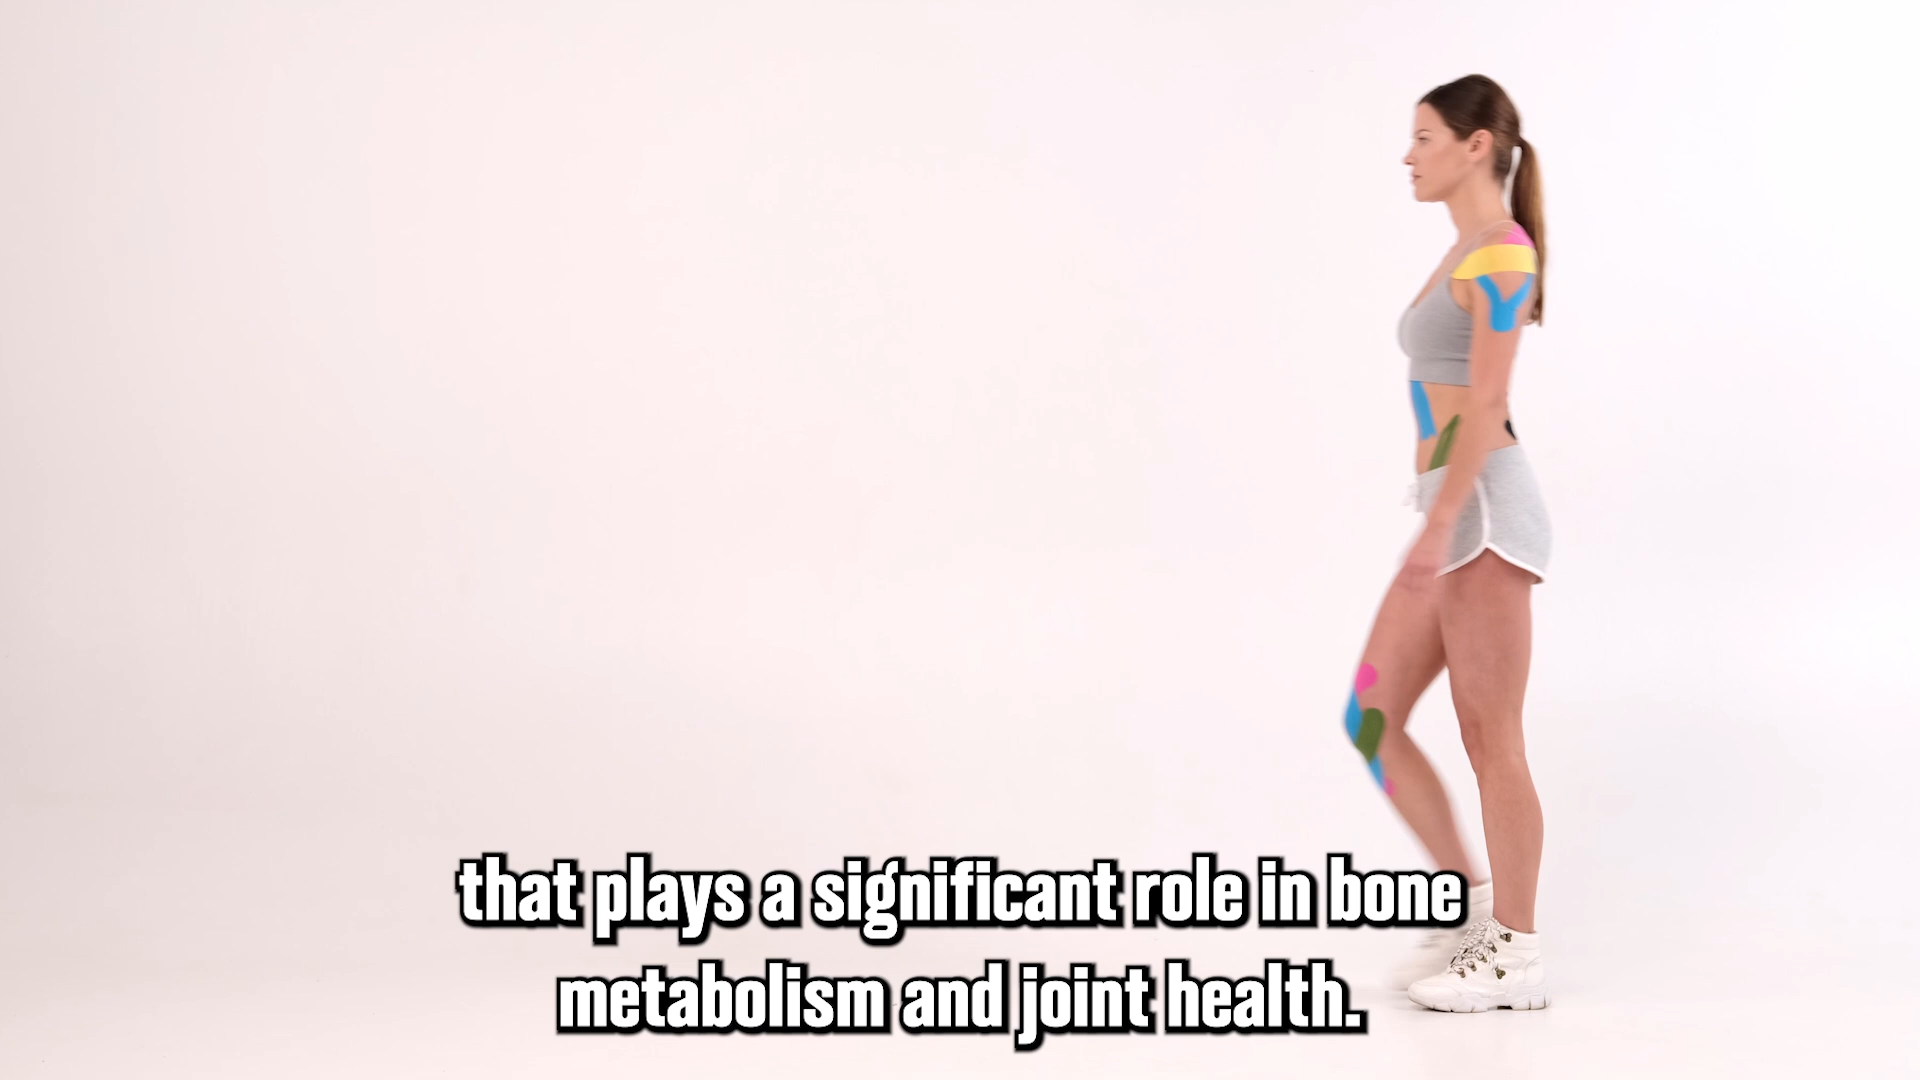 that plays a significant role in bone
metabolism and joint health.